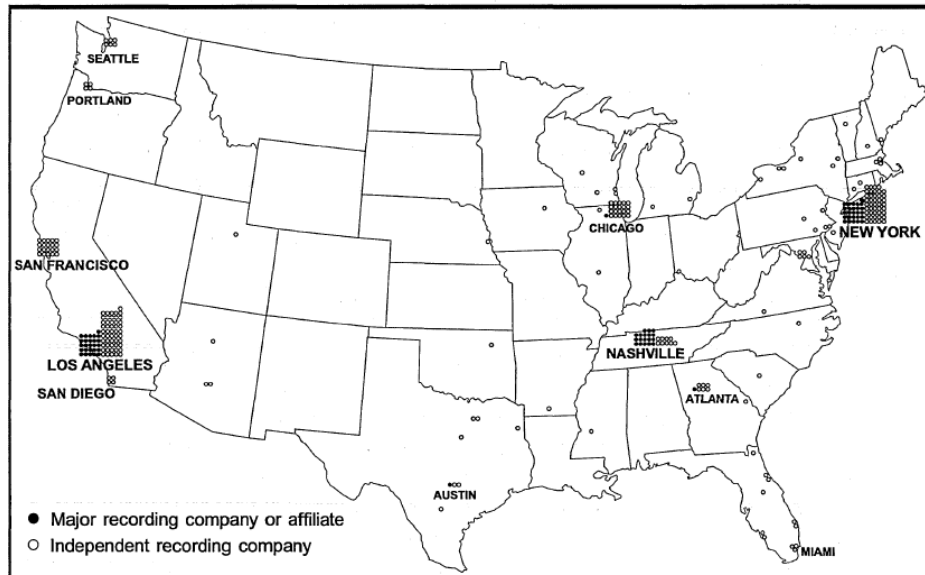 SEATTLE
PORTLAND
SAN FRANCISCO
LOS ANGELES
SAN DIEGO
CHICAGO
NEW YORK
NASHVILLE
ATLANTA
AUSTIN
MIAMI
Major recording company or affiliate
Independent recording company